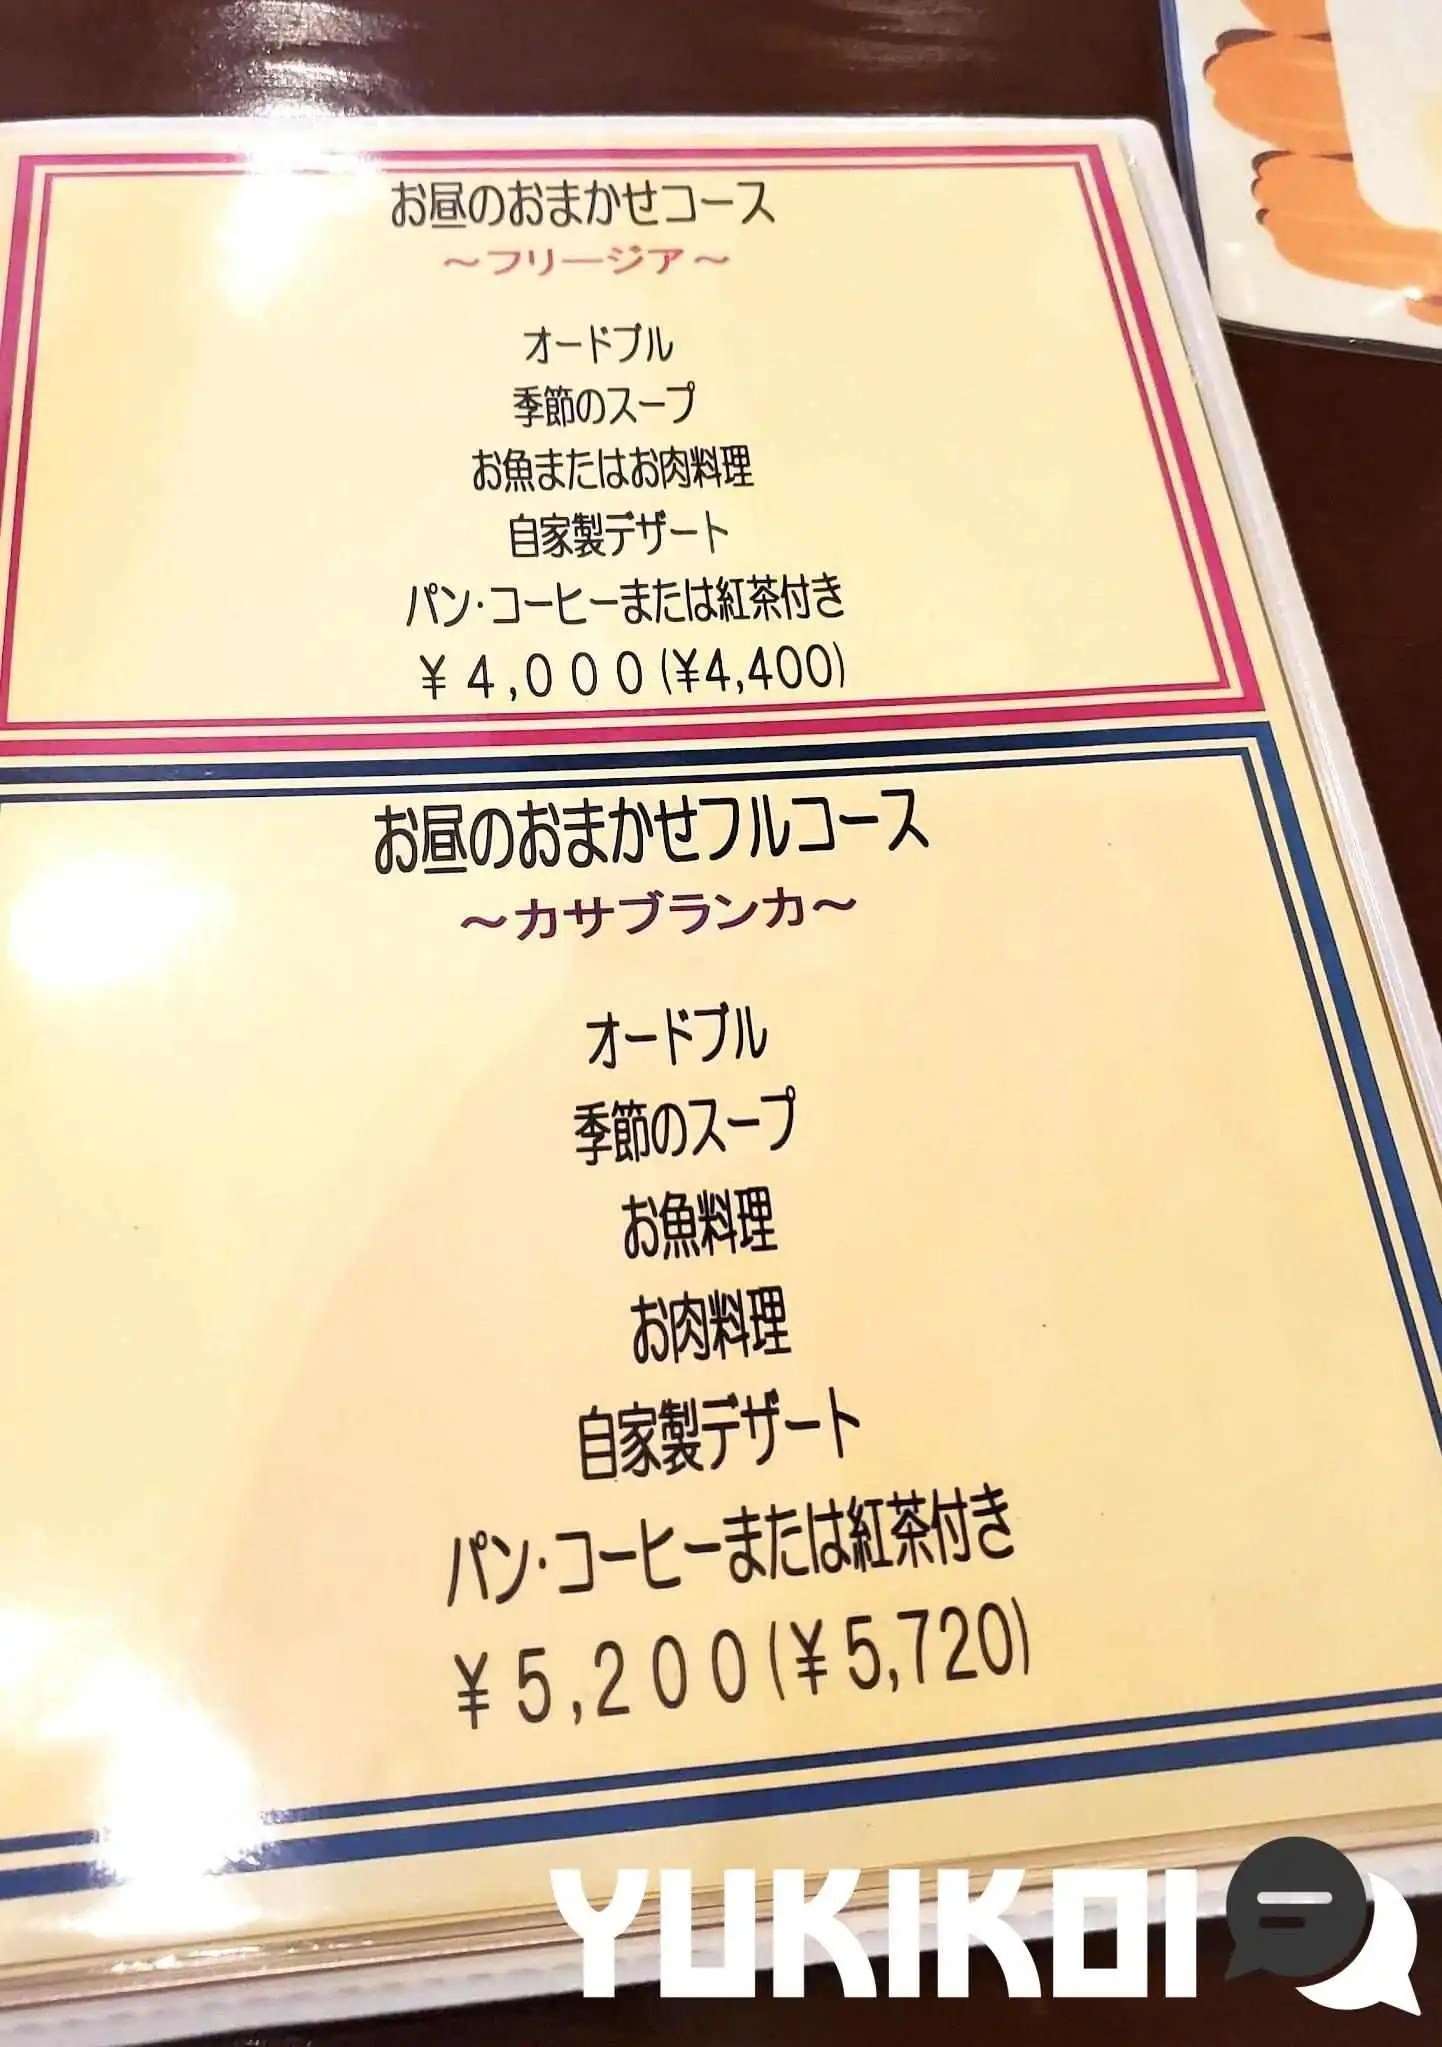 お昼のおまかせコース
～フリージア～
オードブル
季節のスープ
お魚またはお肉料理
自家製デザート
パン・コーヒーまたは紅茶付き
￥４,０００(¥4,400)
お昼のおまかせフルコース
～カサブランカ～
オードブル
季節のスープ
お魚料理
お肉料理
自家製デザート
パン・コーヒーまたは紅茶付き
￥５,２００(¥5,720)
YUKIKOI